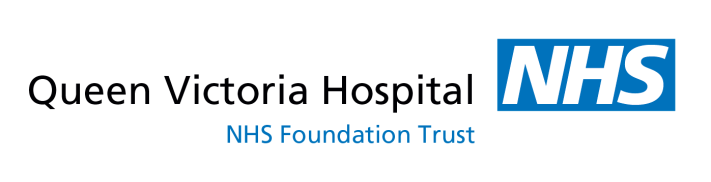 Queen Victoria Hospital NHS
NHS Foundation Trust